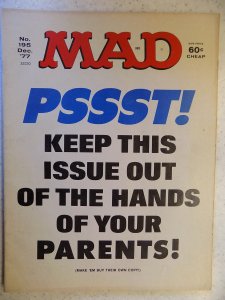 No.
195
Dec.
'77
MAD
60¢
CHEAP
PSSST!
KEEP THIS
ISSUE OUT
OF THE HANDS
OF YOUR
PARENTS!
(MAKE 'EM BUY THEIR OWN COPY!)